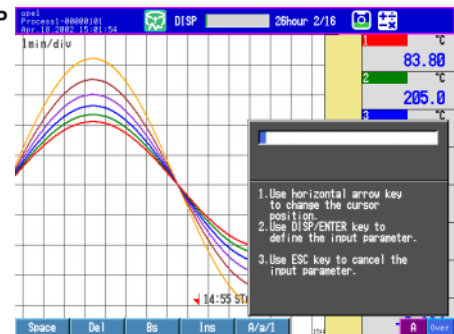 P
opel
Process1-00000101
Apr.18.2002 15:01:54
DISP
26hour 2/16
1min/div
1 °C
83.80
2 °C
205.0
3 °C
1.Use horizontal arrow key
to change the cursor
position.
2.Use DISP/ENTER key to
define the input parameter.
3.Use ESC key to cancel the
input parameter.
14:55
Space Del Bs Ins A/a/1 A Over